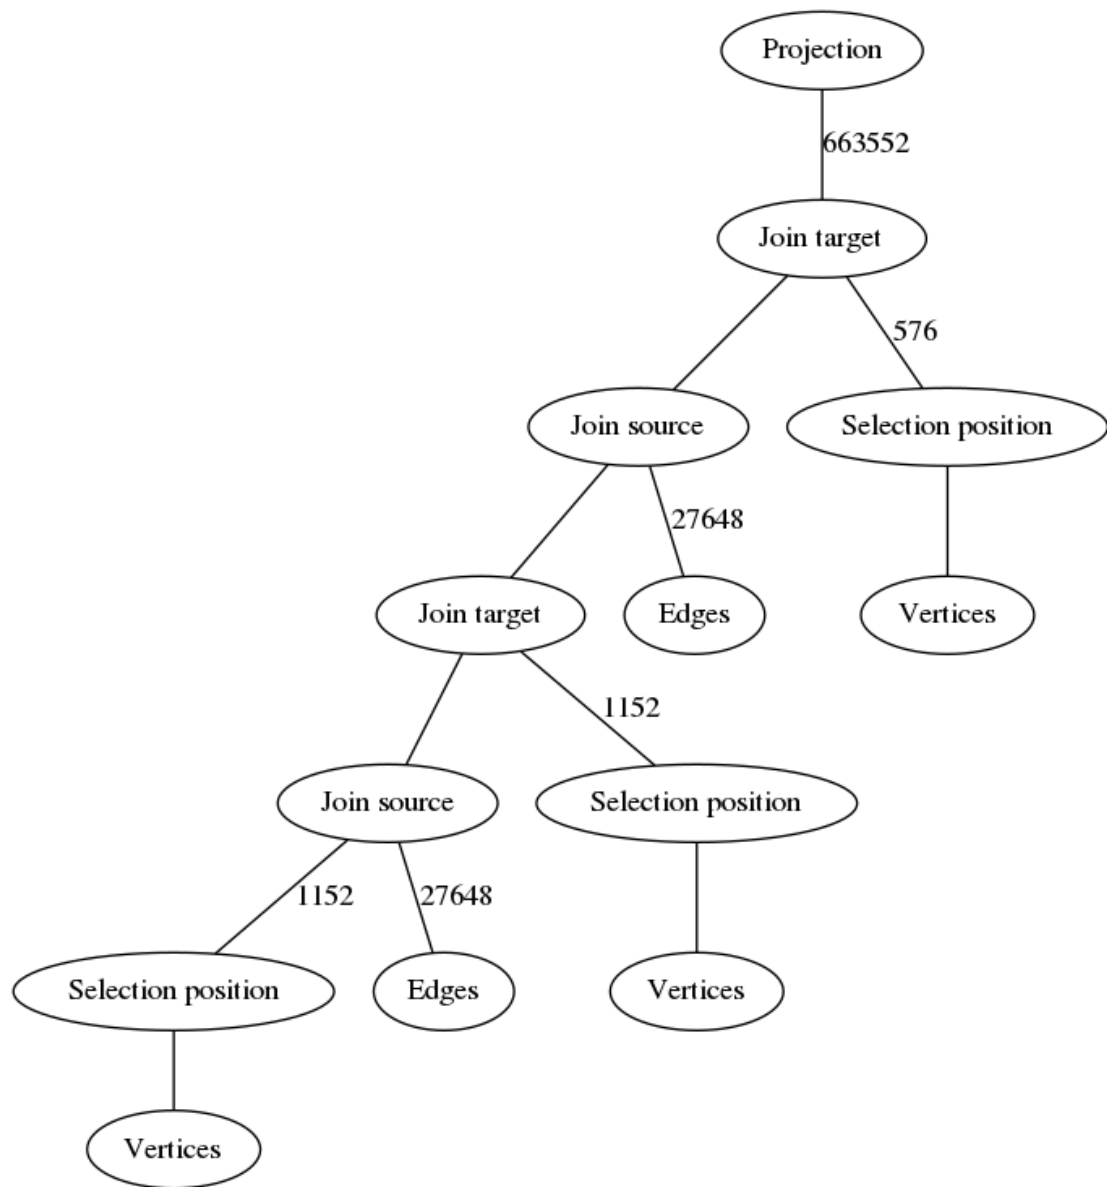 Projection
663552
Join target
576
Join source
Selection position
27648
Join target
Edges
Vertices
1152
Join source
Selection position
1152
27648
Selection position
Edges
Vertices
Vertices